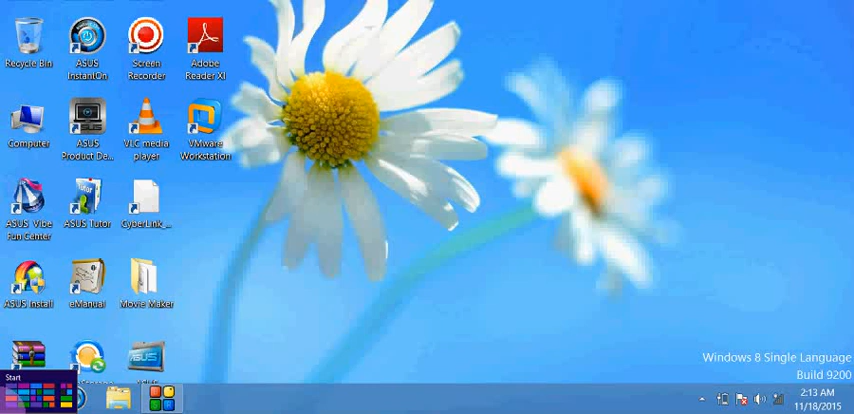 Recycle Bin
ASUS
InstantOn
Screen
Recorder
Adobe
Reader XI
Computer
ASUS
Product De...
VLC media
player
VMware
Workstation
ASUS Vibe
Fun Center
ASUS Tutor
CyberLink_...
ASUS Install
eManual
Movie Maker
ASUS
Windows 8 Single Language
Build 9200
Start
2:13 AM
11/18/2015